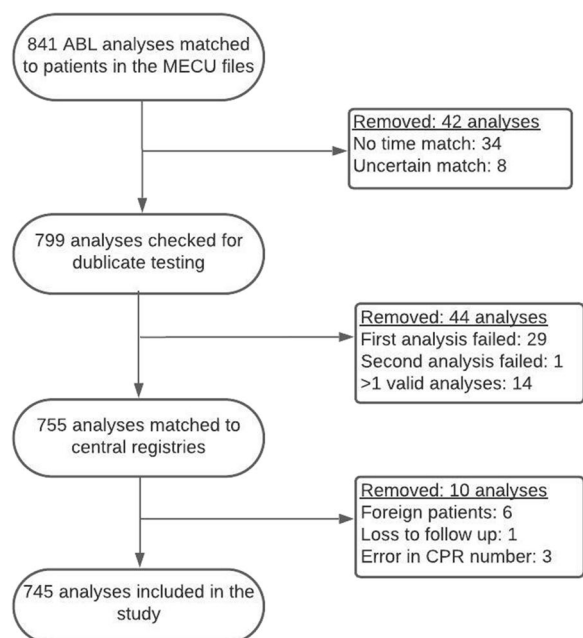 841 ABL analyses matched
to patients in the MECU files
Removed: 42 analyses
No time match: 34
Uncertain match: 8
799 analyses checked for
dublicate testing
Removed: 44 analyses
First analysis failed: 29
Second analysis failed: 1
>1 valid analyses: 14
755 analyses matched to
central registries
Removed: 10 analyses
Foreign patients: 6
Loss to follow up: 1
Error in CPR number: 3
745 analyses included in the
study